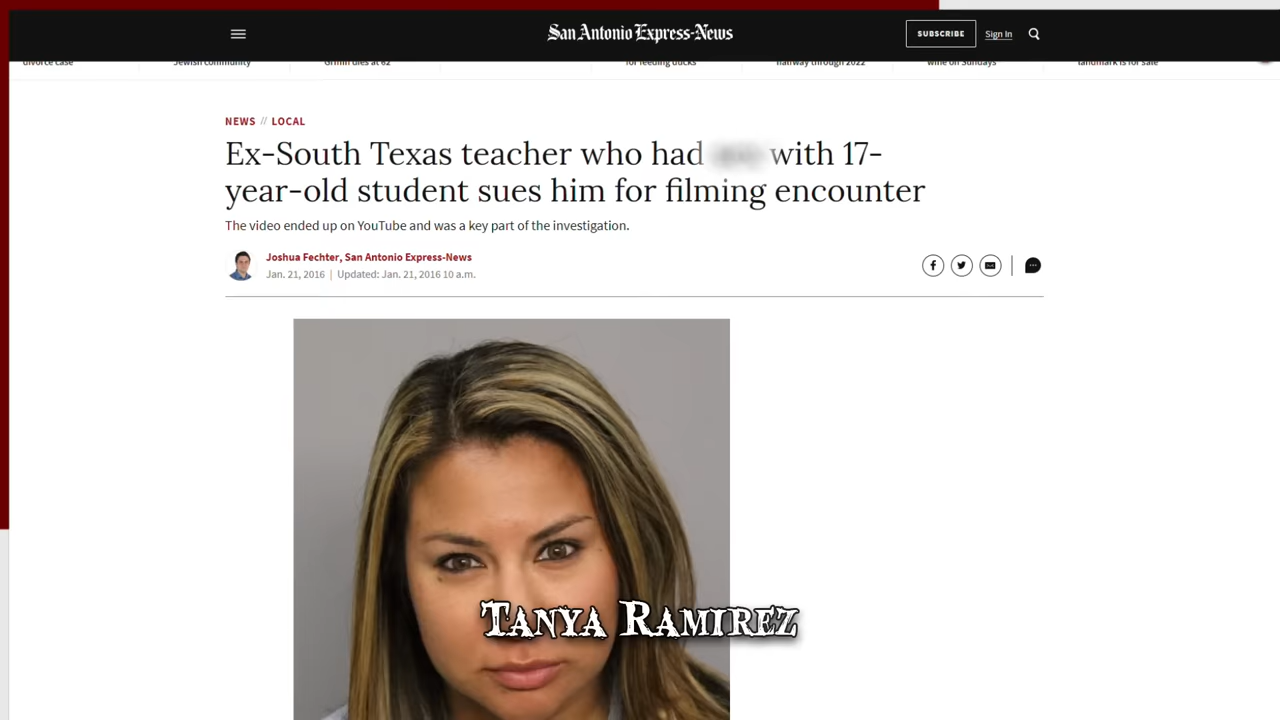 San Antonio Express-News
SUBSCRIBE
Sign In
divorce case
Jewish community
Griffin dies at 62
for feeding ducks
halfway through 2022
wine on Sundays
landmark is for sale
NEWS // LOCAL
Ex-South Texas teacher who had with 17-
year-old student sues him for filming encounter
The video ended up on YouTube and was a key part of the investigation.
Joshua Fechter, San Antonio Express-News
Jan. 21, 2016 | Updated: Jan. 21, 2016 10 a.m.
Tanya Ramirez